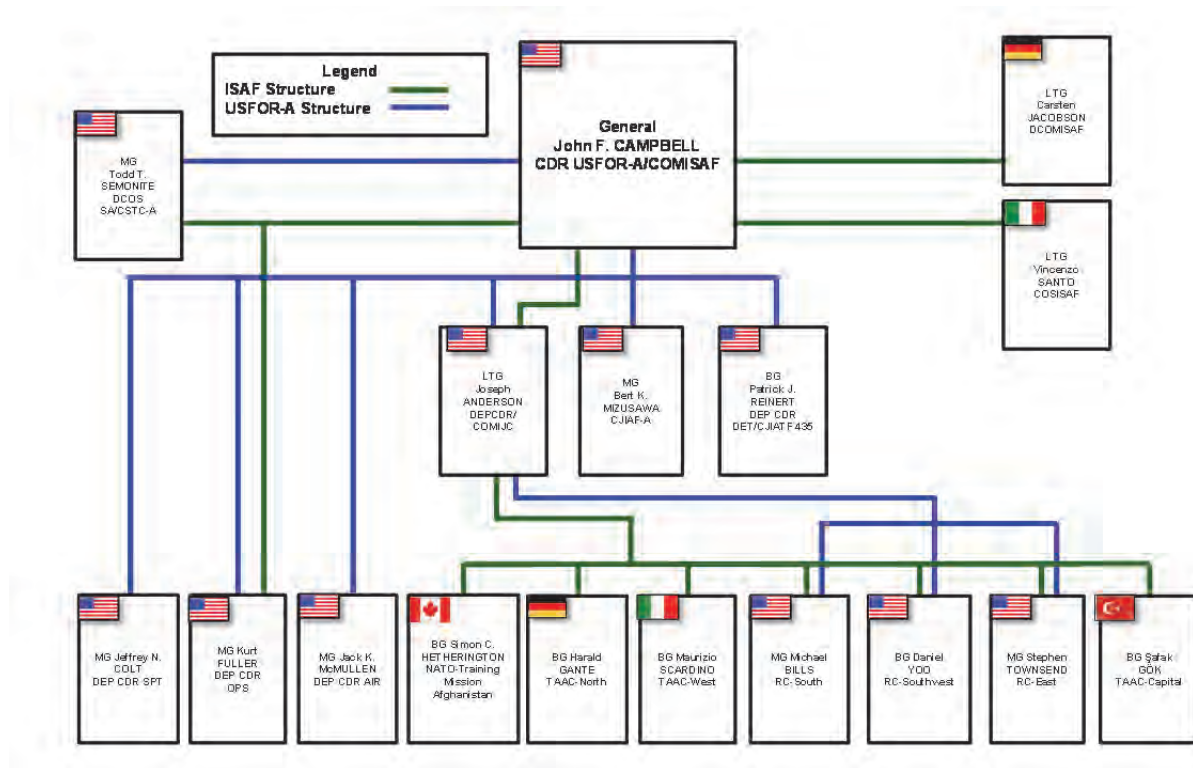 Legend
ISAF Structure
USFOR-A Structure
General
John F. CAMPBELL
CDR USFOR-A/COMISAF
LTG
Carsten
JACOBSON
DCOMISAF
MG
Todd T.
SEMONITE
DCOS
SA/CSTC-A
LTG
Vincenzo
SANTO
COSISAF
LTG
Joseph
ANDERSON
DEPCDR/
COMIJC
MG
Bert K.
MIZUSAWA
CJIAF-A
BG
Patrick J.
REINERT
DEP CDR
DET/CJIATF435
MG Jeffrey N.
COLT
DEP CDR SPT
MG Kurt
FULLER
DEP CDR
OPS
MG Jack K.
McMULLEN
DEP CDR AIR
BG Simon C.
HETHERINGTON
NATO-Training
Mission
Afghanistan
BG Harald
GANTE
TAAC-North
BG Maurizio
SCARDINO
TAAC-West
MG Michael
BILLS
RC-South
BG Daniel
YOO
RC-Southwest
MG Stephen
TOWNSEND
RC-East
BG Şafak
GÖK
TAAC-Capital